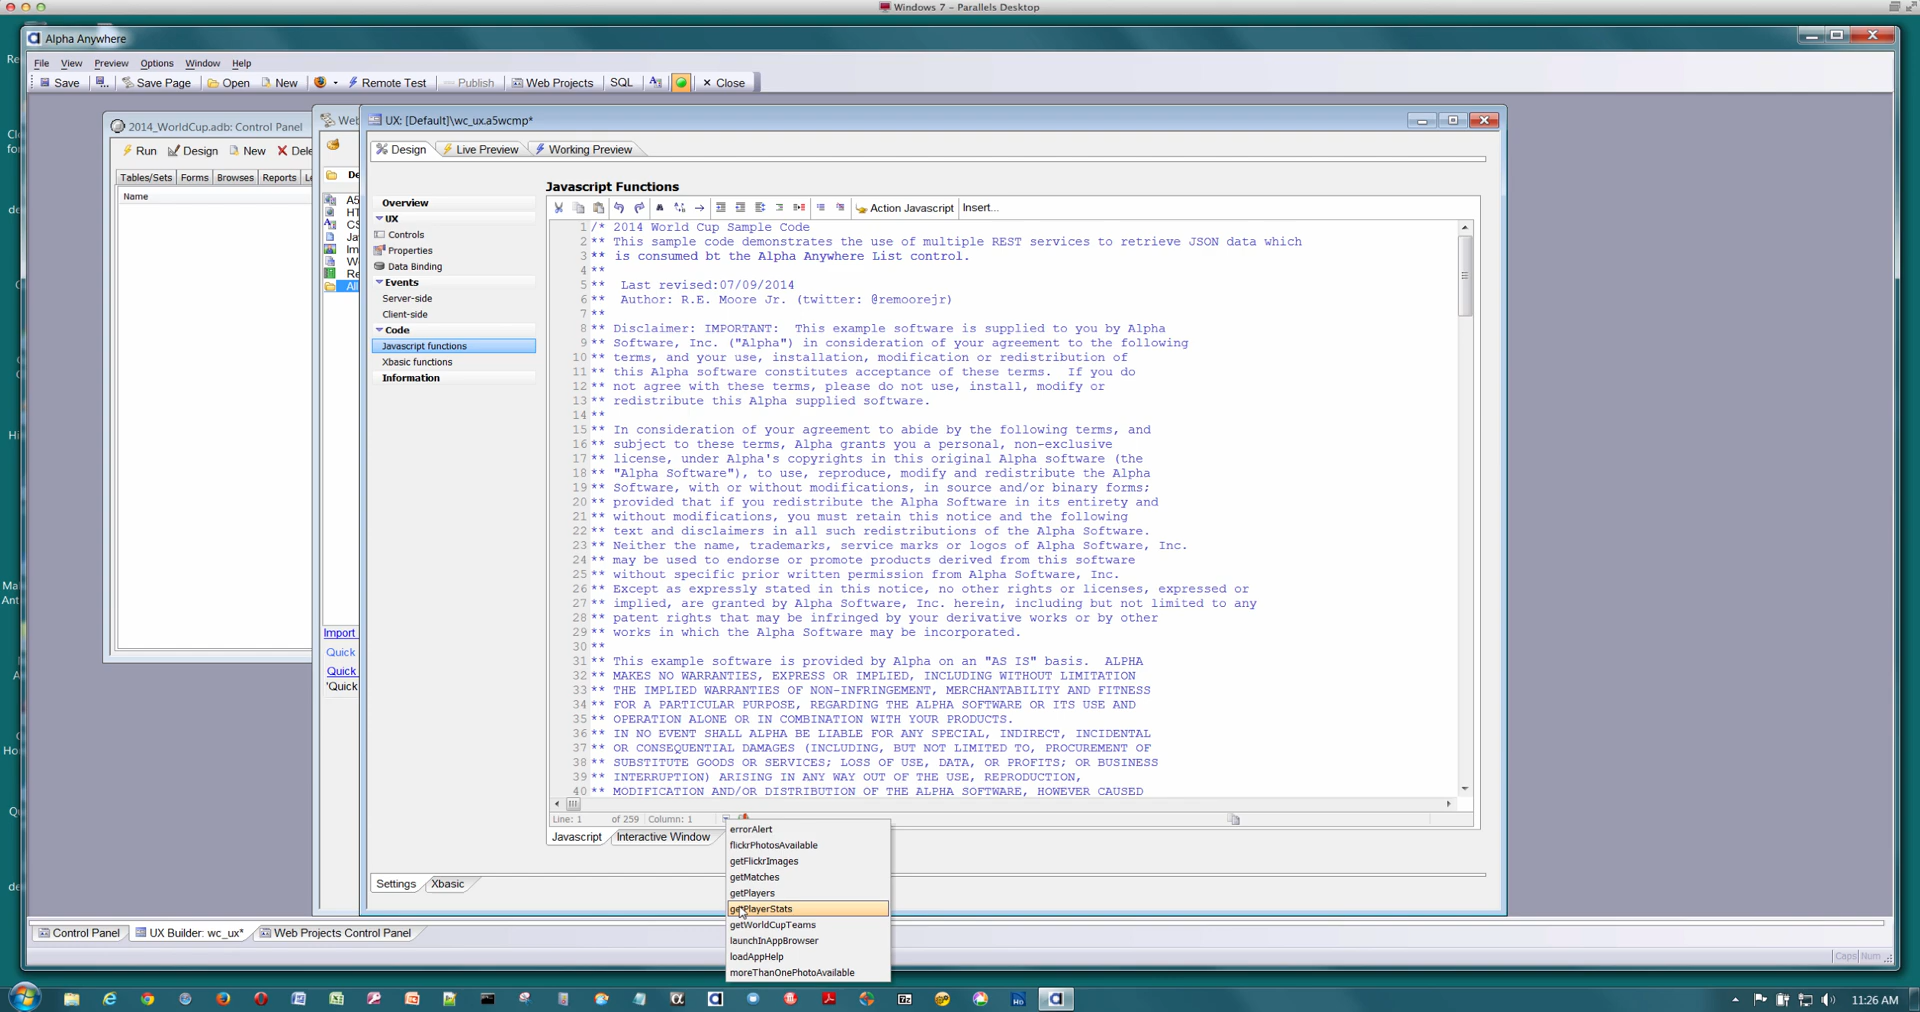 Windows 7 - Parallels Desktop
Alpha Anywhere
File View Preview Options Window Help
Save Save Page Open New Remote Test Publish Web Projects SQL Close
2014_WorldCup.adb: Control Panel
Run Design New Dele
Tables/Sets Forms Browses Reports
Name
Web
UX: [Default]\wc_ux.a5wcmp*
Design Live Preview Working Preview
Overview
UX
Controls
Properties
Data Binding
Events
Server-side
Client-side
Code
Javascript functions
Xbasic functions
Information
Import
Quick
Quick
'Quick
Javascript Functions
Action Javascript Insert...
1 /* 2014 World Cup Sample Code
2 ** This sample code demonstrates the use of multiple REST services to retrieve JSON data which
3 ** is consumed bt the Alpha Anywhere List control.
4 **
5 ** Last revised:07/09/2014
6 ** Author: R.E. Moore Jr. (twitter: @remoorejr)
7 **
8 ** Disclaimer: IMPORTANT: This example software is supplied to you by Alpha
9 ** Software, Inc. ("Alpha") in consideration of your agreement to the following
10 ** terms, and your use, installation, modification or redistribution of
11 ** this Alpha software constitutes acceptance of these terms. If you do
12 ** not agree with these terms, please do not use, install, modify or
13 ** redistribute this Alpha supplied software.
14 **
15 ** In consideration of your agreement to abide by the following terms, and
16 ** subject to these terms, Alpha grants you a personal, non-exclusive
17 ** license, under Alpha's copyrights in this original Alpha software (the
18 ** "Alpha Software"), to use, reproduce, modify and redistribute the Alpha
19 ** Software, with or without modifications, in source and/or binary forms;
20 ** provided that if you redistribute the Alpha Software in its entirety and
21 ** without modifications, you must retain this notice and the following
22 ** text and disclaimers in all such redistributions of the Alpha Software.
23 ** Neither the name, trademarks, service marks or logos of Alpha Software, Inc.
24 ** may be used to endorse or promote products derived from this software
25 ** without specific prior written permission from Alpha Software, Inc.
26 ** Except as expressly stated in this notice, no other rights or licenses, expressed or
27 ** implied, are granted by Alpha Software, Inc. herein, including but not limited to any
28 ** patent rights that may be infringed by your derivative works or by other
29 ** works in which the Alpha Software may be incorporated.
30 **
31 ** This example software is provided by Alpha on an "AS IS" basis. ALPHA
32 ** MAKES NO WARRANTIES, EXPRESS OR IMPLIED, INCLUDING WITHOUT LIMITATION
33 ** THE IMPLIED WARRANTIES OF NON-INFRINGEMENT, MERCHANTABILITY AND FITNESS
34 ** FOR A PARTICULAR PURPOSE, REGARDING THE ALPHA SOFTWARE OR ITS USE AND
35 ** OPERATION ALONE OR IN COMBINATION WITH YOUR PRODUCTS.
36 ** IN NO EVENT SHALL ALPHA BE LIABLE FOR ANY SPECIAL, INDIRECT, INCIDENTAL
37 ** OR CONSEQUENTIAL DAMAGES (INCLUDING, BUT NOT LIMITED TO, PROCUREMENT OF
38 ** SUBSTITUTE GOODS OR SERVICES; LOSS OF USE, DATA, OR PROFITS; OR BUSINESS
39 ** INTERRUPTION) ARISING IN ANY WAY OUT OF THE USE, REPRODUCTION,
40 ** MODIFICATION AND/OR DISTRIBUTION OF THE ALPHA SOFTWARE, HOWEVER CAUSED
Line: 1 of 259 Column: 1
Javascript Interactive Window
errorAlert
flickrPhotosAvailable
getFlickrImages
getMatches
getPlayers
getPlayerStats
getWorldCupTeams
launchInAppBrowser
loadAppHelp
moreThanOnePhotoAvailable
Settings Xbasic
Control Panel UX Builder: wc_ux* Web Projects Control Panel
Caps Num
11:26 AM